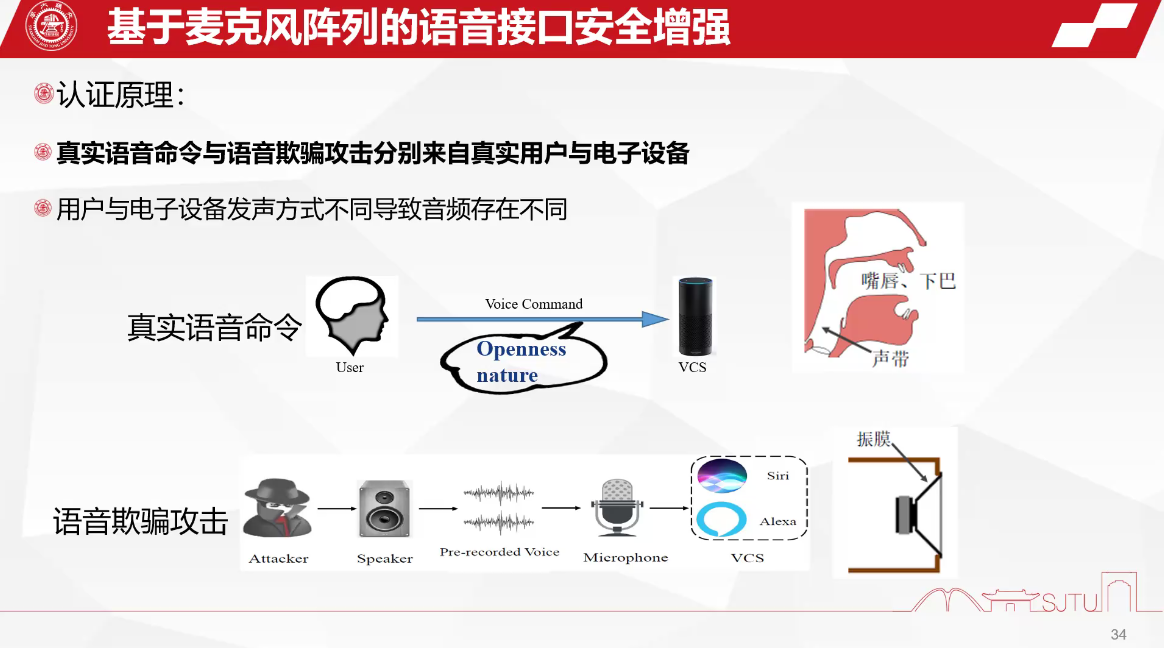 基于麦克风阵列的语音接口安全增强
认证原理：
真实语音命令与语音欺骗攻击分别来自真实用户与电子设备
用户与电子设备发声方式不同导致音频存在不同
真实语音命令
User
Voice Command
Openness
nature
VCS
嘴唇、下巴
声带
语音欺骗攻击
Attacker
Speaker
Pre-recorded Voice
Microphone
Siri
Alexa
VCS
振膜
SJTU
34